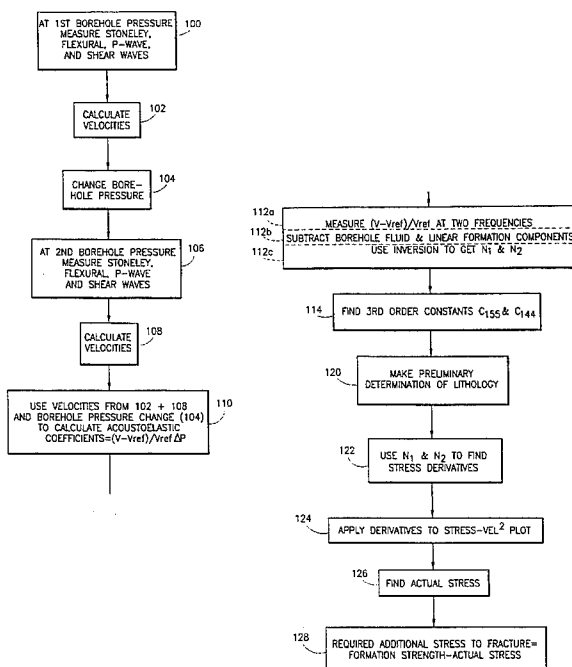 100
AT 1ST BOREHOLE PRESSURE
MEASURE STONELEY,
FLEXURAL, P-WAVE,
AND SHEAR WAVES
102
CALCULATE
VELOCITIES
104
CHANGE BORE-
HOLE PRESSURE
106
AT 2ND BOREHOLE PRESSURE
MEASURE STONELEY,
FLEXURAL, P-WAVE
AND SHEAR WAVES
108
CALCULATE
VELOCITIES
110
USE VELOCITIES FROM 102 + 108
AND BOREHOLE PRESSURE CHANGE (104)
TO CALCULATE ACOUSTOELASTIC
COEFFICIENTS=(V-Vref)/Vref ΔP
112a
MEASURE (V-Vref)/Vref AT TWO FREQUENCIES
112b
SUBTRACT BOREHOLE FLUID & LINEAR FORMATION COMPONENTS
112c
USE INVERSION TO GET N1 & N2
114
FIND 3RD ORDER CONSTANTS C155 & C144
120
MAKE PRELIMINARY
DETERMINATION OF LITHOLOGY
122
USE N1 & N2 TO FIND
STRESS DERIVATIVES
124
APPLY DERIVATIVES TO STRESS-VEL² PLOT
126
FIND ACTUAL STRESS
128
REQUIRED ADDITIONAL STRESS TO FRACTURE=
FORMATION STRENGTH-ACTUAL STRESS